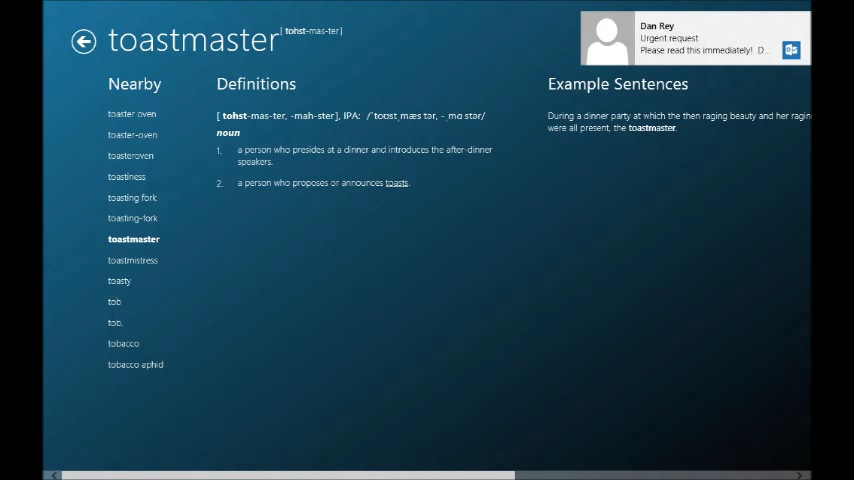 toastmaster [ tohst-mas-ter]
Dan Rey
Urgent request
Please read this immediately! D...
Nearby
toaster oven
toaster-oven
toasteroven
toastiness
toasting fork
toasting-fork
toastmaster
toastmistress
toasty
tob
tob.
tobacco
tobacco aphid
Definitions
[ tohst-mas-ter, -mah-ster], IPA: /ˈtoʊstˌmæs tər, -ˌmɑ stər/
noun
1. a person who presides at a dinner and introduces the after-dinner
speakers.
2. a person who proposes or announces toasts.
Example Sentences
During a dinner party at which the then raging beauty and her ragin
were all present, the toastmaster.